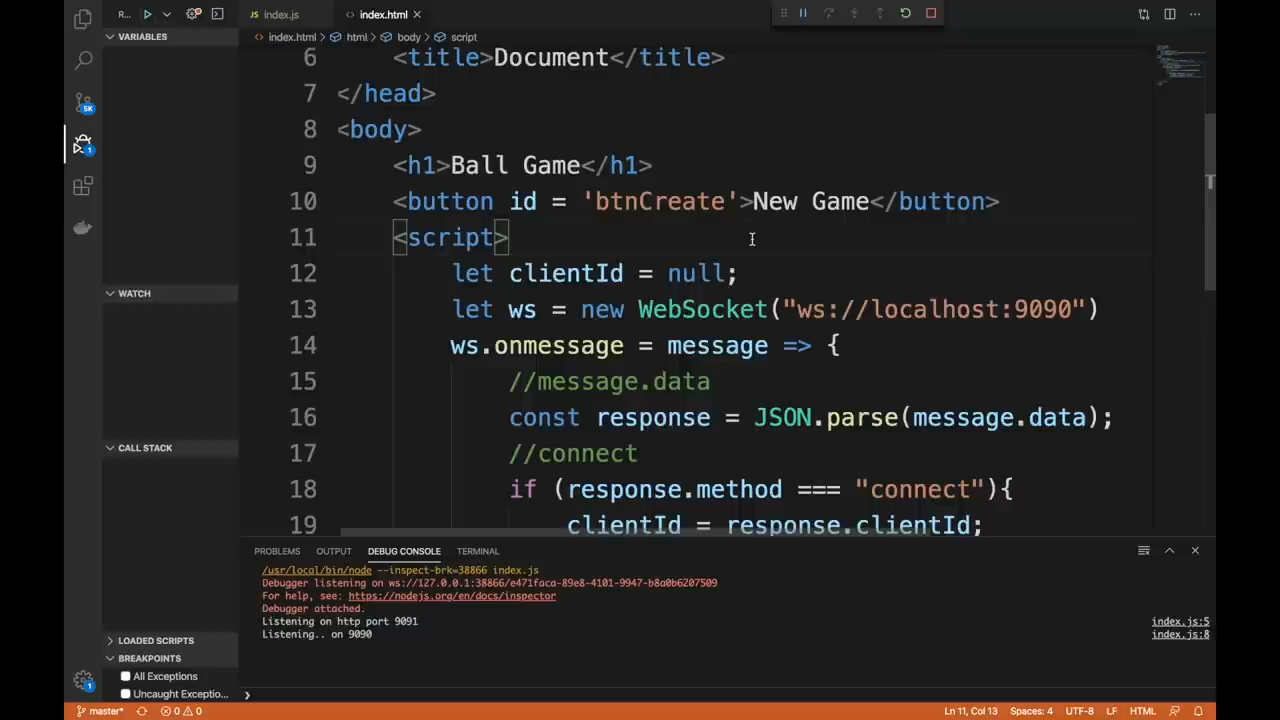 R...
index.js
index.html
index.html > html > body > script
VARIABLES
6 <title>Document</title>
7 </head>
8 <body>
9 <h1>Ball Game</h1>
10 <button id = 'btnCreate'>New Game</button>
11 <script>
12 let clientId = null;
13 let ws = new WebSocket("ws://localhost:9090")
14 ws.onmessage = message => {
15 //message.data
16 const response = JSON.parse(message.data);
17 //connect
18 if (response.method === "connect"){
19 clientId = response.clientId;
5K
1
WATCH
CALL STACK
LOADED SCRIPTS
BREAKPOINTS
All Exceptions
Uncaught Exceptio...
PROBLEMS OUTPUT DEBUG CONSOLE TERMINAL
/usr/local/bin/node --inspect-brk=38866 index.js
Debugger listening on ws://127.0.0.1:38866/e471faca-89e8-4101-9947-b8a0b6207509
For help, see: https://nodejs.org/en/docs/inspector
Debugger attached.
Listening on http port 9091 index.js:5
Listening.. on 9090 index.js:8
1
master* 0 0 Ln 11, Col 13 Spaces: 4 UTF-8 LF HTML